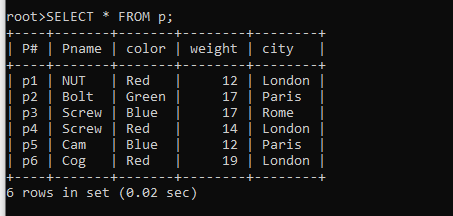 root>SELECT * FROM p;
+----+-------+-------+--------+--------+
| P# | Pname | color | weight | city   |
+----+-------+-------+--------+--------+
| p1 | NUT   | Red   |     12 | London |
| p2 | Bolt  | Green |     17 | Paris  |
| p3 | Screw | Blue  |     17 | Rome   |
| p4 | Screw | Red   |     14 | London |
| p5 | Cam   | Blue  |     12 | Paris  |
| p6 | Cog   | Red   |     19 | London |
+----+-------+-------+--------+--------+
6 rows in set (0.02 sec)